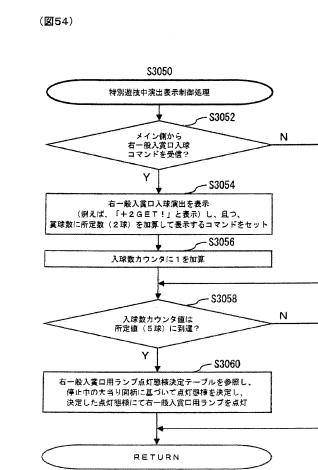 (図54)
S3050
特別遊技中演出表示制御処理
S3052
メイン側から
右一般入賞口入球
コマンドを受信?
N
Y
S3054
右一般入賞口入球演出を表示
(例えば、「+2GET!」と表示)し、且つ、
賞球数に所定数(2球)を加算して表示するコマンドをセット
S3056
入球数カウンタに1を加算
S3058
入球数カウンタ値は
所定値(5球)に到達?
N
Y
S3060
右一般入賞口用ランプ点灯態様決定テーブルを参照し、
停止中の大当り図柄に基づいて点灯態様を決定し、
決定した点灯態様にて右一般入賞口用ランプを点灯
RETURN